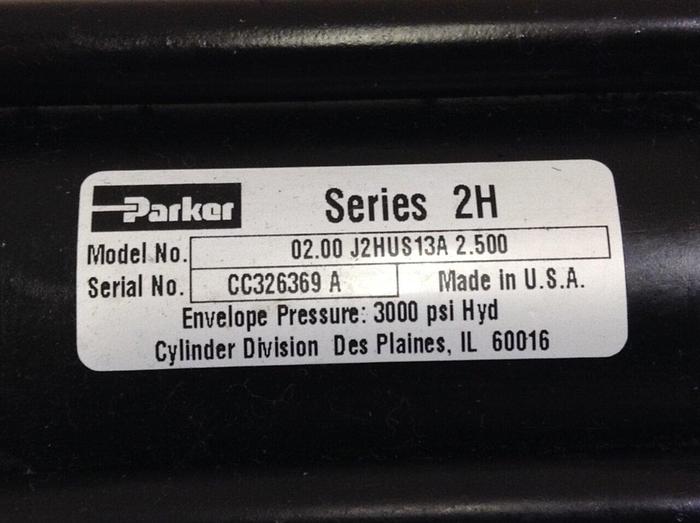 Parker Series 2H
Model No. 02.00 J2HUS13A 2.500
Serial No. CC326369 A Made in U.S.A.
Envelope Pressure: 3000 psi Hyd
Cylinder Division Des Plaines, IL 60016